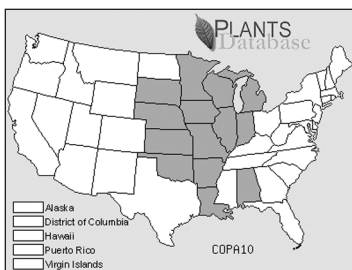 PLANTS
Database
Alaska
District of Columbia
Hawaii
Puerto Rico
Virgin Islands
COPA10